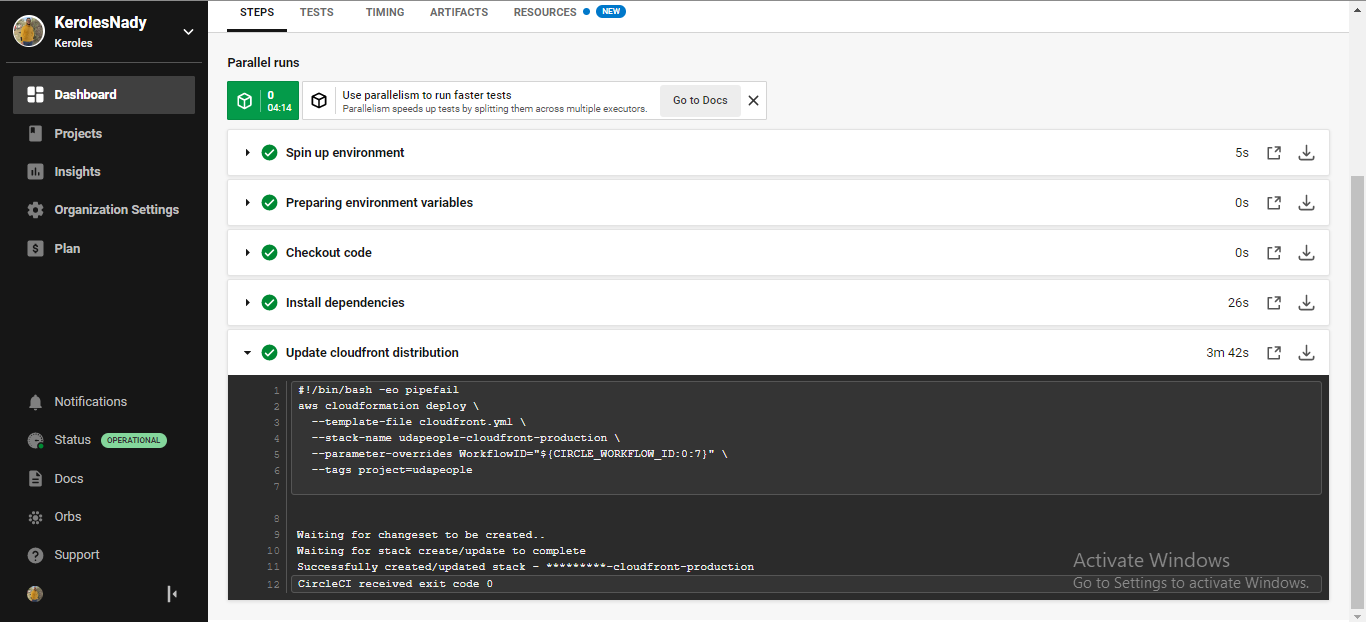 KerolesNady
Keroles
Dashboard
Projects
Insights
Organization Settings
Plan
Notifications
Status OPERATIONAL
Docs
Orbs
Support
STEPS TESTS TIMING ARTIFACTS RESOURCES NEW
Parallel runs
0
04:14
Use parallelism to run faster tests
Parallelism speeds up tests by splitting them across multiple executors.
Go to Docs
Spin up environment 5s
Preparing environment variables 0s
Checkout code 0s
Install dependencies 26s
Update cloudfront distribution 3m 42s
1 #!/bin/bash -eo pipefail
2 aws cloudformation deploy \
3 --template-file cloudfront.yml \
4 --stack-name udapeople-cloudfront-production \
5 --parameter-overrides WorkflowID="${CIRCLE_WORKFLOW_ID:0:7}" \
6 --tags project=udapeople
7
8
9 Waiting for changeset to be created..
10 Waiting for stack create/update to complete
11 Successfully created/updated stack - *********-cloudfront-production
12 CircleCI received exit code 0
Activate Windows
Go to Settings to activate Windows.